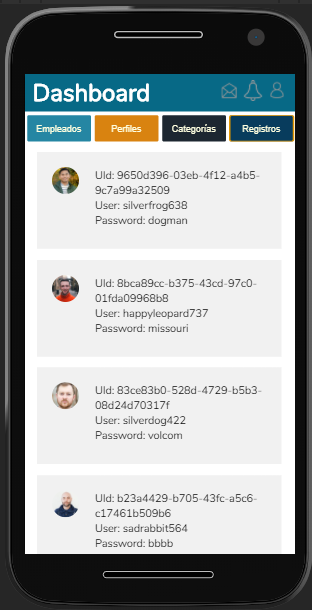 Dashboard
Empleados
Perfiles
Categorías
Registros
UId: 9650d396-03eb-4f12-a4b5-
9c7a99a32509
User: silverfrog638
Password: dogman
UId: 8bca89cc-b375-43cd-97c0-
01fda09968b8
User: happyleopard737
Password: missouri
UId: 83ce83b0-528d-4729-b5b3-
08d24d70317f
User: silverdog422
Password: volcom
UId: b23a4429-b705-43fc-a5c6-
c17461b509b6
User: sadrabbit564
Password: bbbb